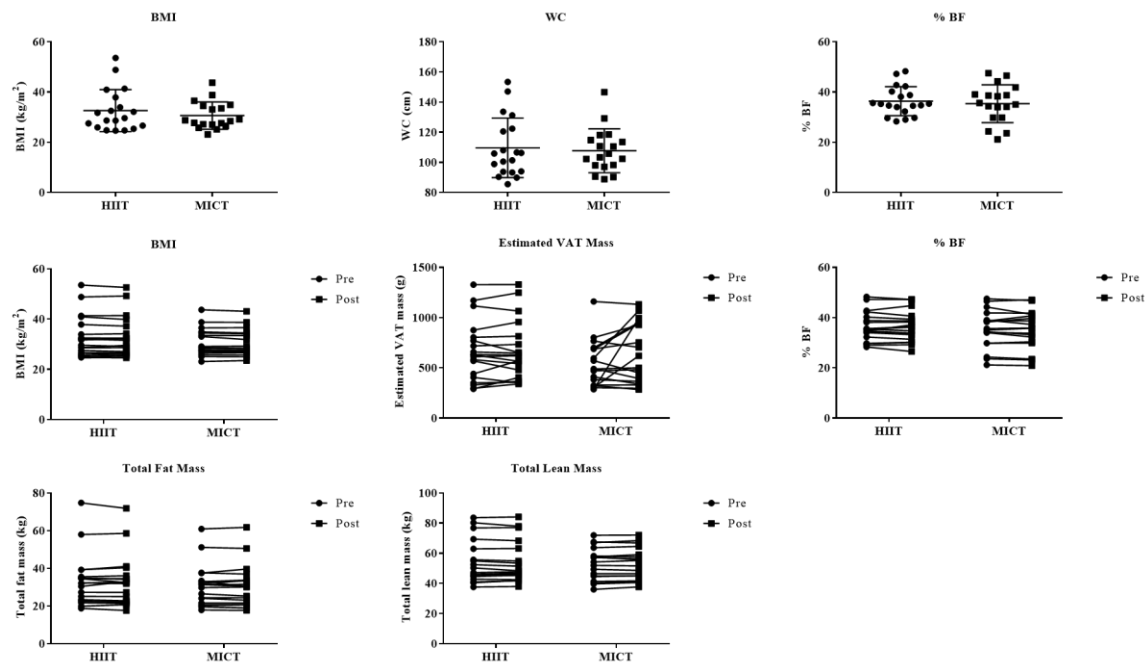 BMI
BMI (kg/m²)
60
40
20
0
HIIT
MICT
WC
WC (cm)
180
160
140
120
100
80
HIIT
MICT
% BF
% BF
60
40
20
0
HIIT
MICT
BMI
BMI (kg/m²)
60
40
20
0
HIIT
MICT
Pre
Post
Estimated VAT Mass
Estimated VAT mass (g)
1500
1000
500
0
HIIT
MICT
Pre
Post
% BF
% BF
60
40
20
0
HIIT
MICT
Pre
Post
Total Fat Mass
Total fat mass (kg)
80
60
40
20
0
HIIT
MICT
Pre
Post
Total Lean Mass
Total lean mass (kg)
100
80
60
40
20
0
HIIT
MICT
Pre
Post